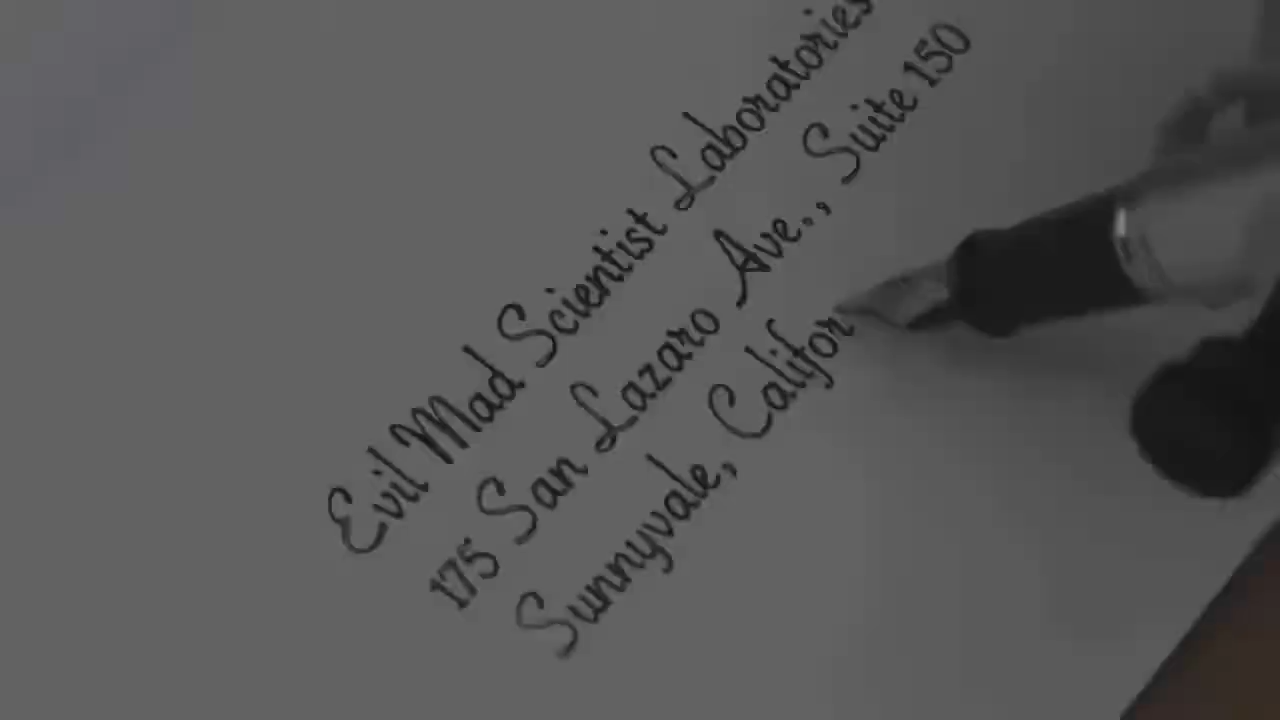 Evil Mad Scientist Laboratories
175 San Lazaro Ave., Suite 150
Sunnyvale, Califor